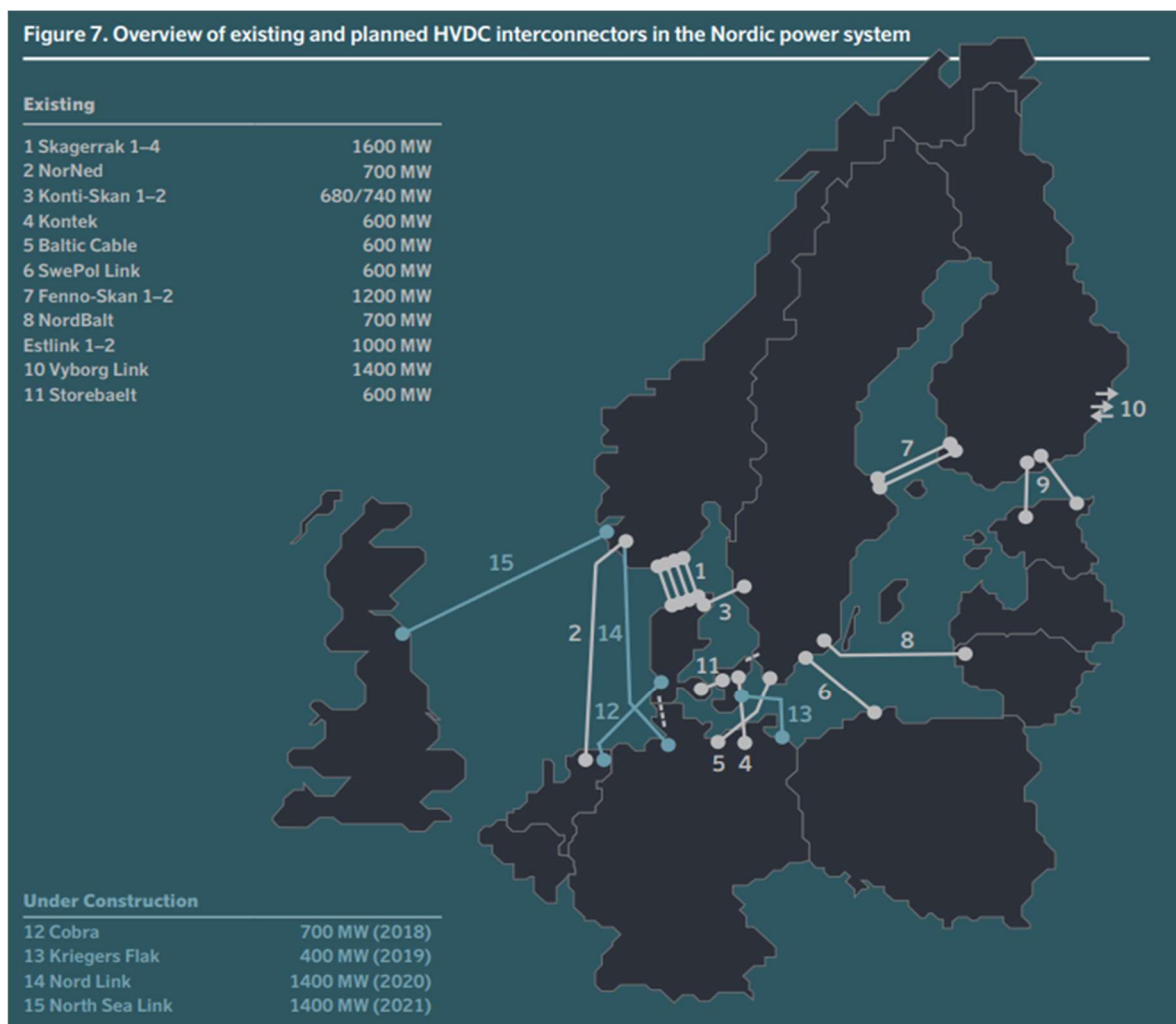 Figure 7. Overview of existing and planned HVDC interconnectors in the Nordic power system
Existing
1 Skagerrak 1–4 1600 MW
2 NorNed 700 MW
3 Konti-Skan 1–2 680/740 MW
4 Kontek 600 MW
5 Baltic Cable 600 MW
6 SwePol Link 600 MW
7 Fenno-Skan 1–2 1200 MW
8 NordBalt 700 MW
Estlink 1–2 1000 MW
10 Vyborg Link 1400 MW
11 Storebaelt 600 MW
10
7
9
15
1
3
2
14
8
11
6
12
13
5
4
Under Construction
12 Cobra 700 MW (2018)
13 Kriegers Flak 400 MW (2019)
14 Nord Link 1400 MW (2020)
15 North Sea Link 1400 MW (2021)